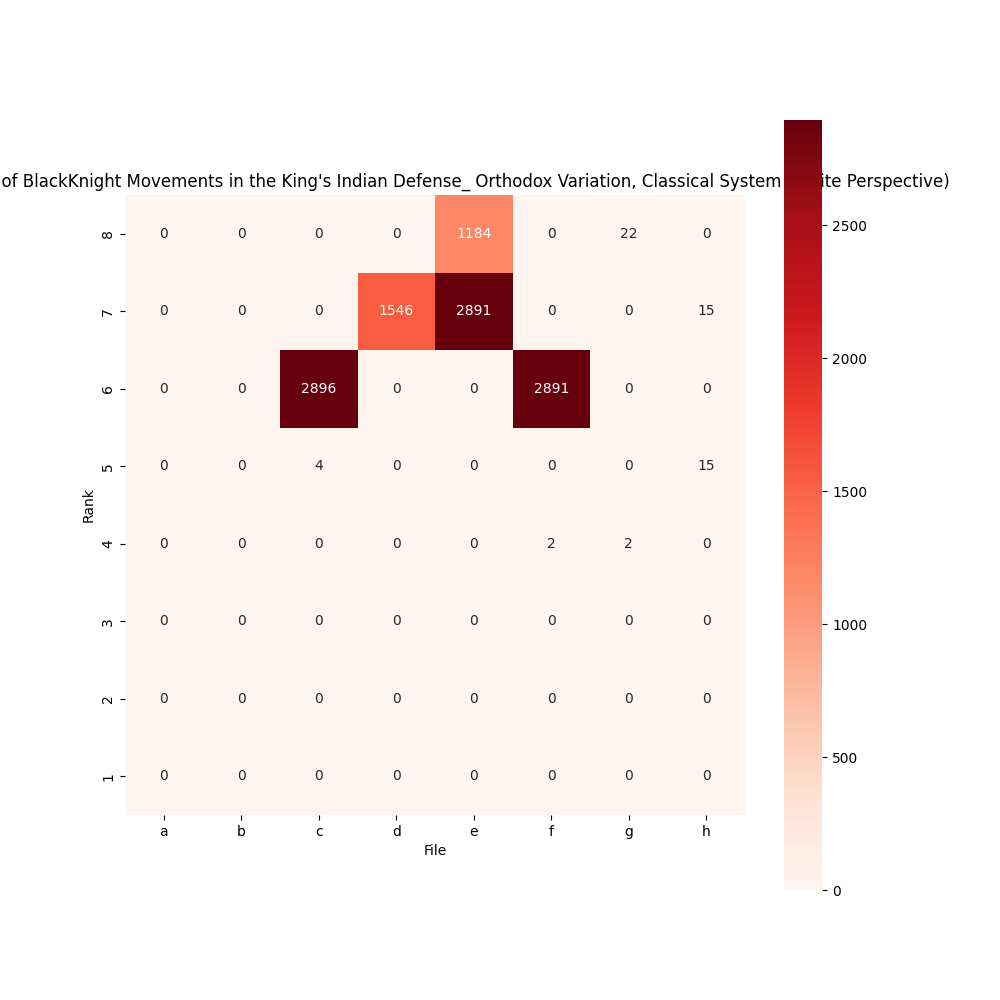 of BlackKnight Movements in the King's Indian Defense_ Orthodox Variation, Classical System ite Perspective)
8 0 0 0 0 1184 0 22 0
7 0 0 0 1546 2891 0 0 15
6 0 0 2896 0 0 2891 0 0
5 0 0 4 0 0 0 0 15
4 0 0 0 0 0 2 2 0
3 0 0 0 0 0 0 0 0
2 0 0 0 0 0 0 0 0
1 0 0 0 0 0 0 0 0
Rank
a b c d e f g h
File
2500
2000
1500
1000
500
0